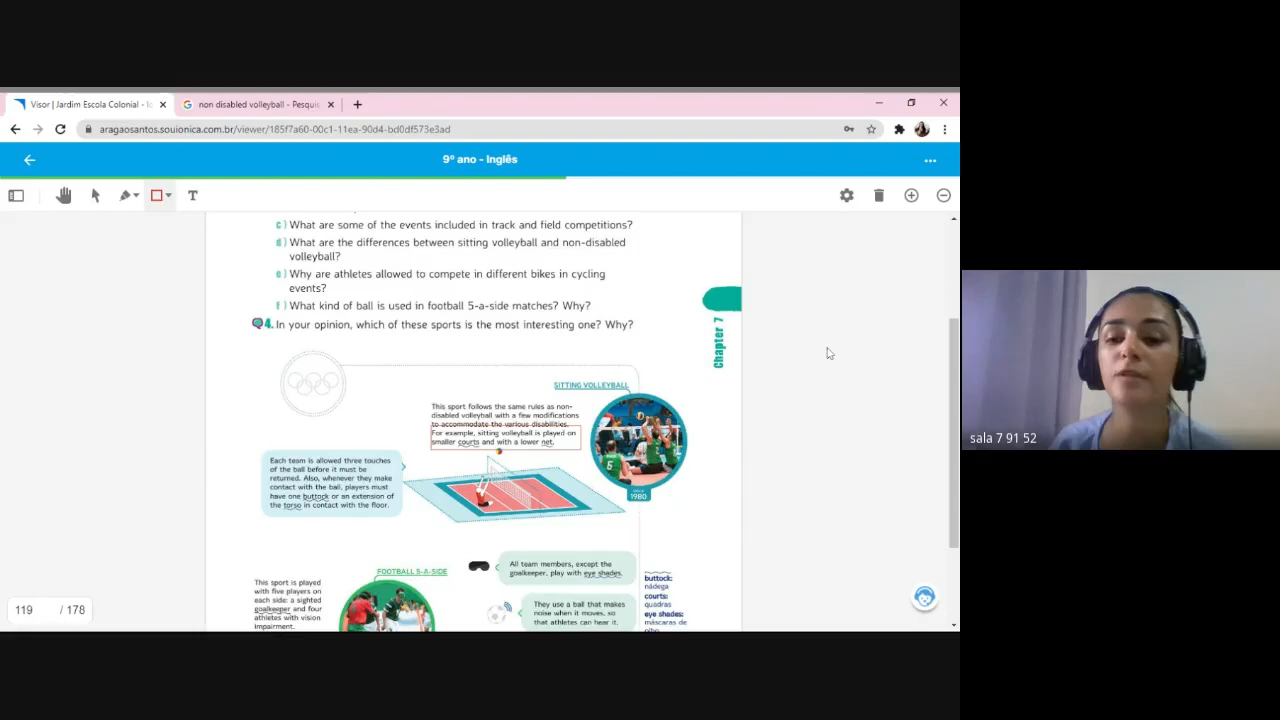 Visor | Jardim Escola Colonial - Io
non disabled volleyball - Pesquis
aragaosantos.souionica.com.br/viewer/185f7a60-00c1-11ea-90d4-bd0df573e3ad
9º ano - Inglês
T
c) What are some of the events included in track and field competitions?
d) What are the differences between sitting volleyball and non-disabled
volleyball?
e) Why are athletes allowed to compete in different bikes in cycling
events?
f) What kind of ball is used in football 5-a-side matches? Why?
4. In your opinion, which of these sports is the most interesting one? Why?
Chapter 7
SITTING VOLLEYBALL
This sport follows the same rules as non-
disabled volleyball with a few modifications
to accommodate the various disabilities.
For example, sitting volleyball is played on
smaller courts and with a lower net.
Each team is allowed three touches
of the ball before it must be
returned. Also, whenever they make
contact with the ball, players must
have one buttock or an extension of
the torso in contact with the floor.
5
1980
FOOTBALL 5-A-SIDE
All team members, except the
goalkeeper, play with eye shades.
This sport is played
with five players on
each side: a sighted
goalkeeper and four
athletes with vision
impairment.
They use a ball that makes
noise when it moves, so
that athletes can hear it.
buttock:
nádega
courts:
quadras
eye shades:
máscaras de
olho
119 / 178
sala 7 91 52